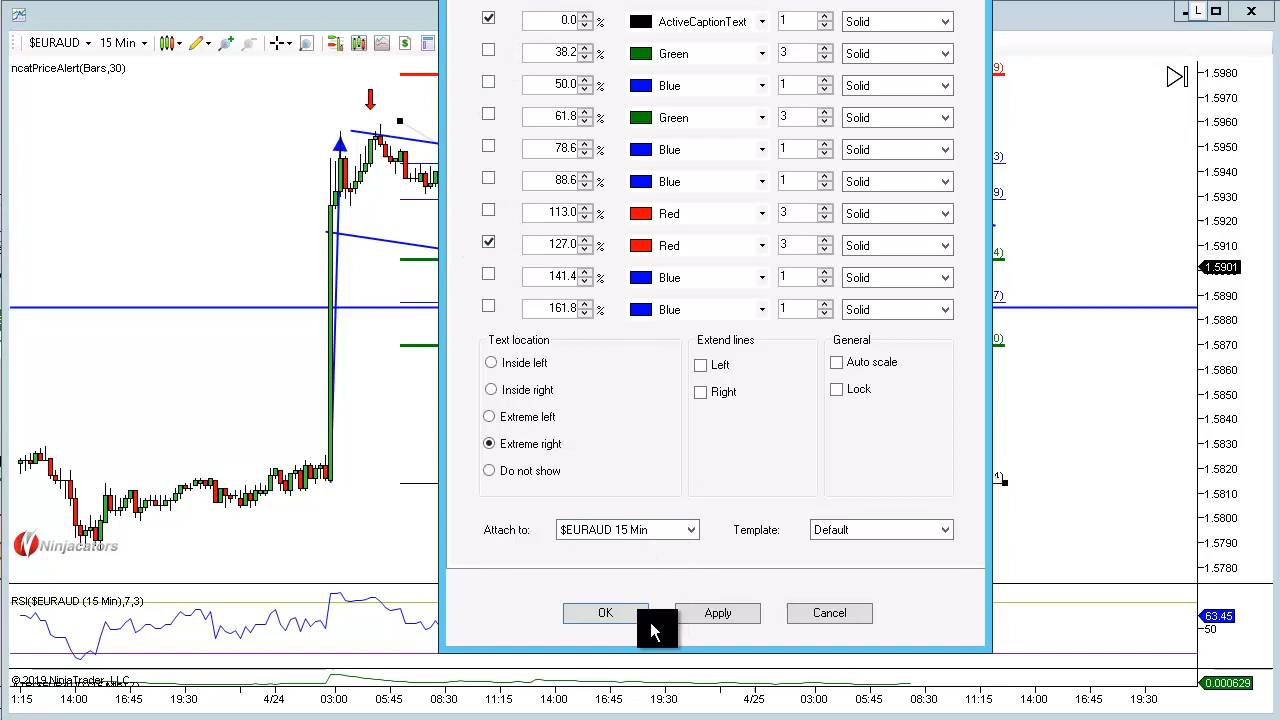 L
$EURAUD 15 Min
ncatPriceAlert(Bars,30)
0.0 % ActiveCaptionText 1 Solid
38.2 % Green 3 Solid
50.0 % Blue 1 Solid
61.8 % Green 3 Solid
78.6 % Blue 1 Solid
88.6 % Blue 1 Solid
113.0 % Red 3 Solid
127.0 % Red 3 Solid
141.4 % Blue 1 Solid
161.8 % Blue 1 Solid
Text location
Inside left
Inside right
Extreme left
Extreme right
Do not show
Extend lines
Left
Right
General
Auto scale
Lock
Attach to: $EURAUD 15 Min
Template: Default
OK Apply Cancel
9)
3)
9)
4)
7)
0)
4)
1.5980
1.5970
1.5960
1.5950
1.5940
1.5930
1.5920
1.5910
1.5901
1.5890
1.5880
1.5870
1.5860
1.5850
1.5840
1.5830
1.5820
1.5810
1.5800
1.5790
1.5780
Ninjacators
RSI($EURAUD (15 Min),7,3)
63.45
50
© 2019 NinjaTrader, LLC
0.000629
1:15 14:00 19:30 4/24 03:00 05:45 08:30 11:15 14:00 16:45 19:30 4/25 03:00 05:45 08:30 11:15 14:00 16:45 19:30